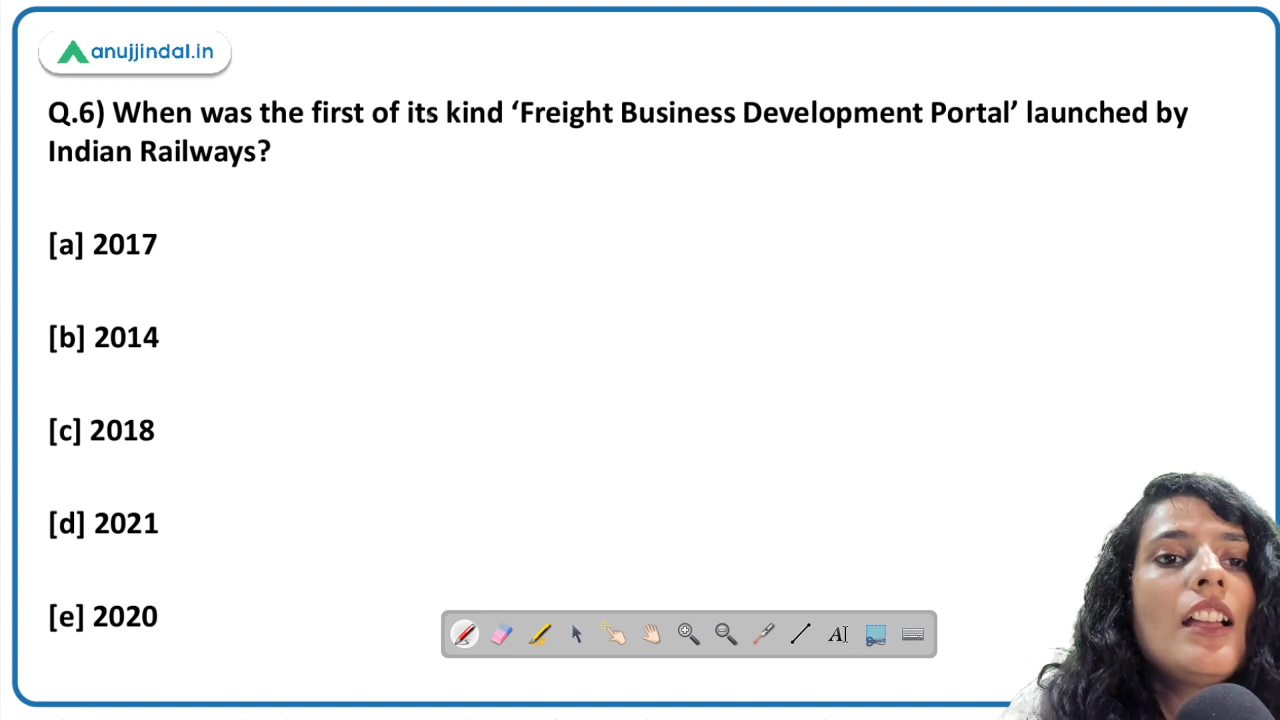 anujjindal.in
Q.6) When was the first of its kind ‘Freight Business Development Portal’ launched by
Indian Railways?
[a] 2017
[b] 2014
[c] 2018
[d] 2021
[e] 2020
AI